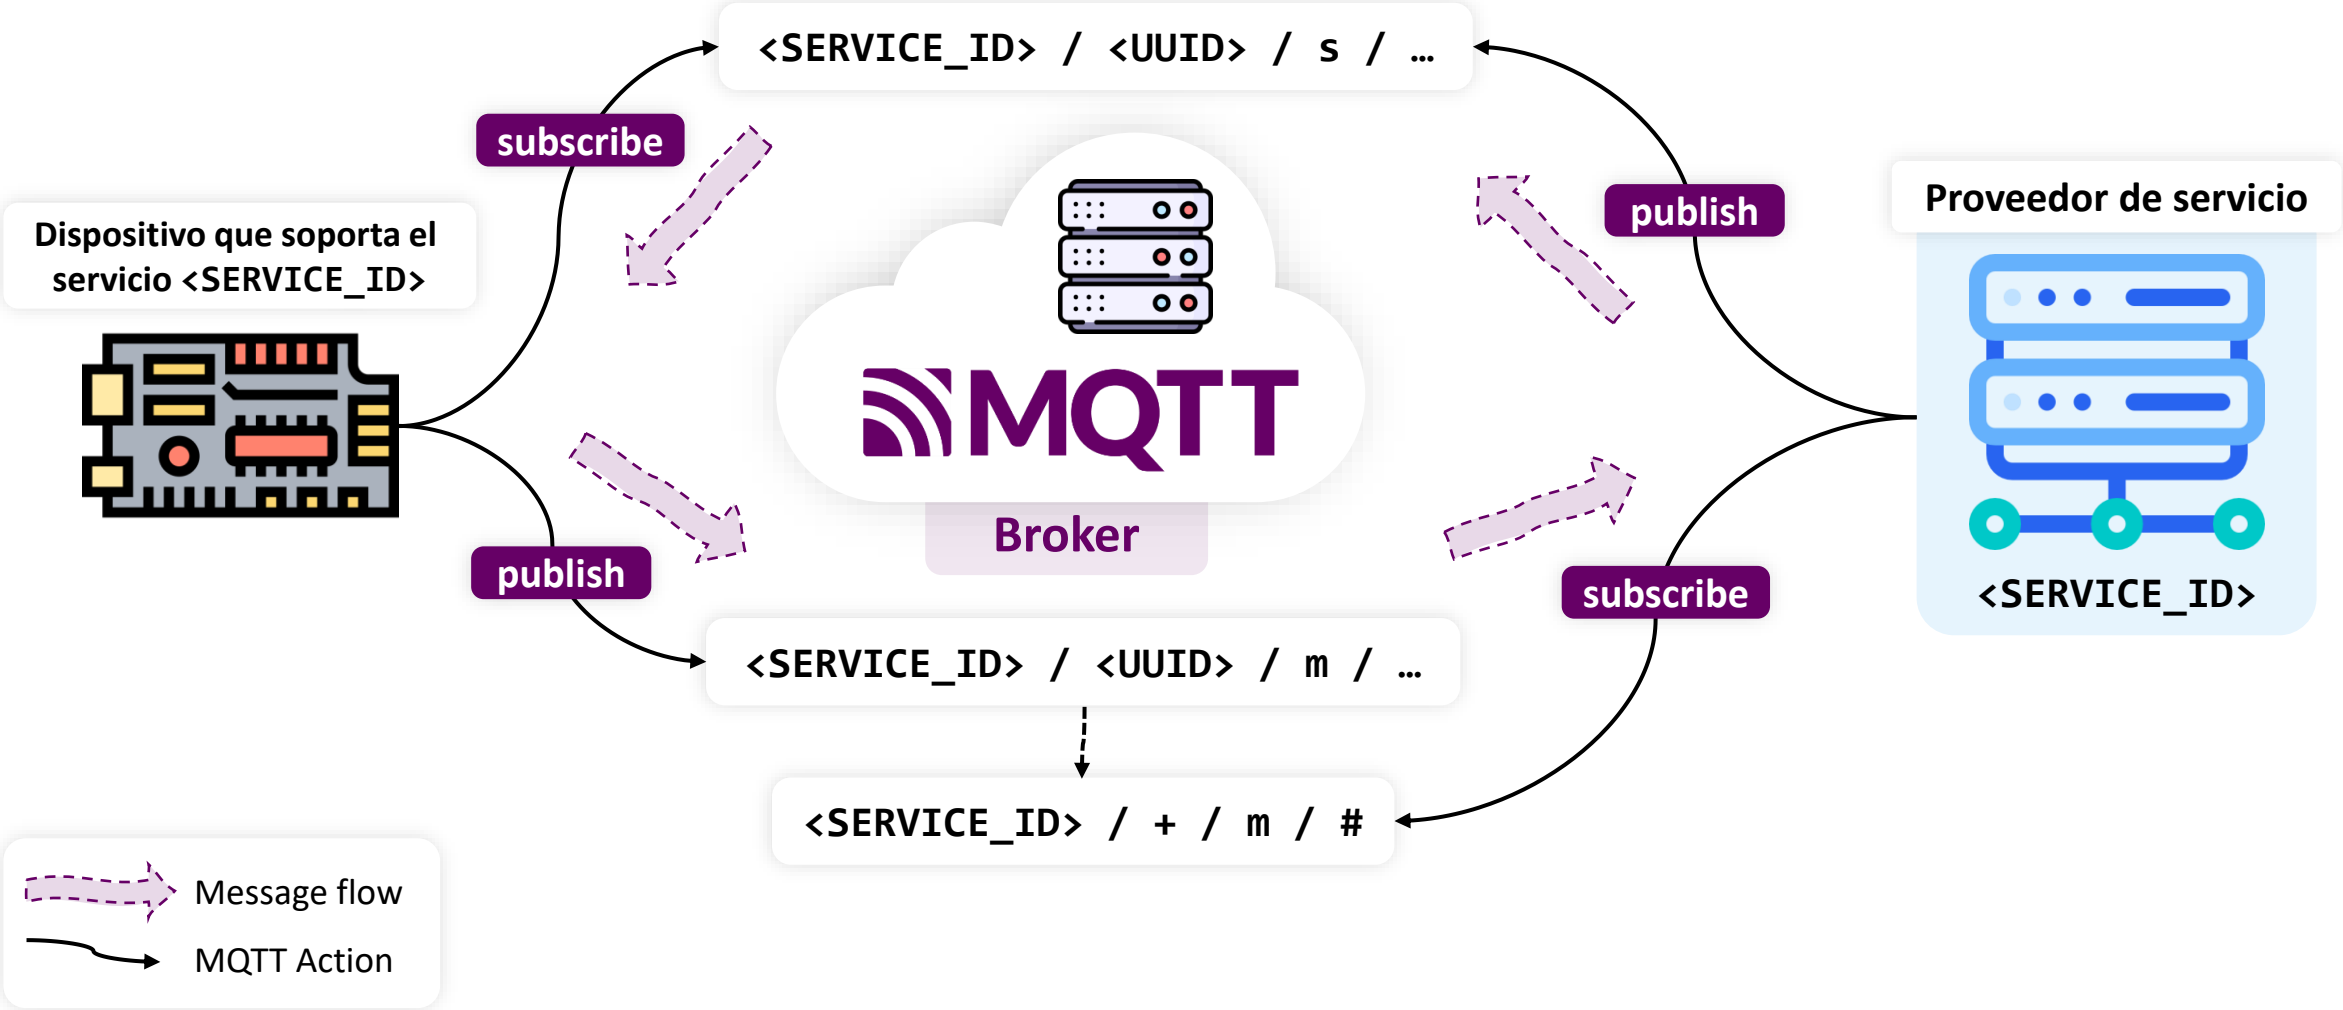 <SERVICE_ID> / <UUID> / s / …
subscribe
publish
Proveedor de servicio
Dispositivo que soporta el
servicio <SERVICE_ID>
MQTT
Broker
publish
subscribe
<SERVICE_ID>
<SERVICE_ID> / <UUID> / m / …
<SERVICE_ID> / + / m / #
Message flow
MQTT Action